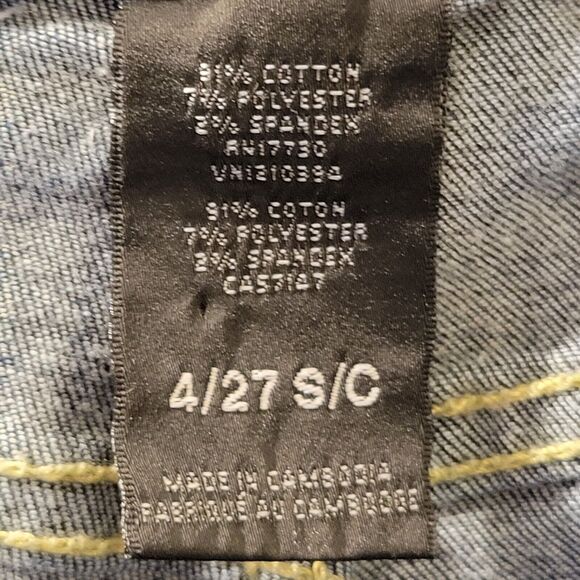 91% COTTON
7% POLYESTER
2% SPANDEX
RN17730
VN1210394
91% COTON
7% POLYESTER
2% SPANDEX
CA57147
4/27 S/C
MADE IN CAMBODIA
FABRIQUÉ AU CAMBODGE